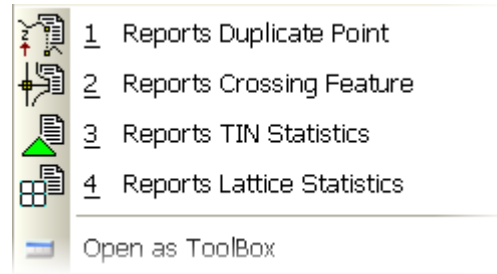 1 Reports Duplicate Point
2 Reports Crossing Feature
3 Reports TIN Statistics
4 Reports Lattice Statistics
Open as ToolBox